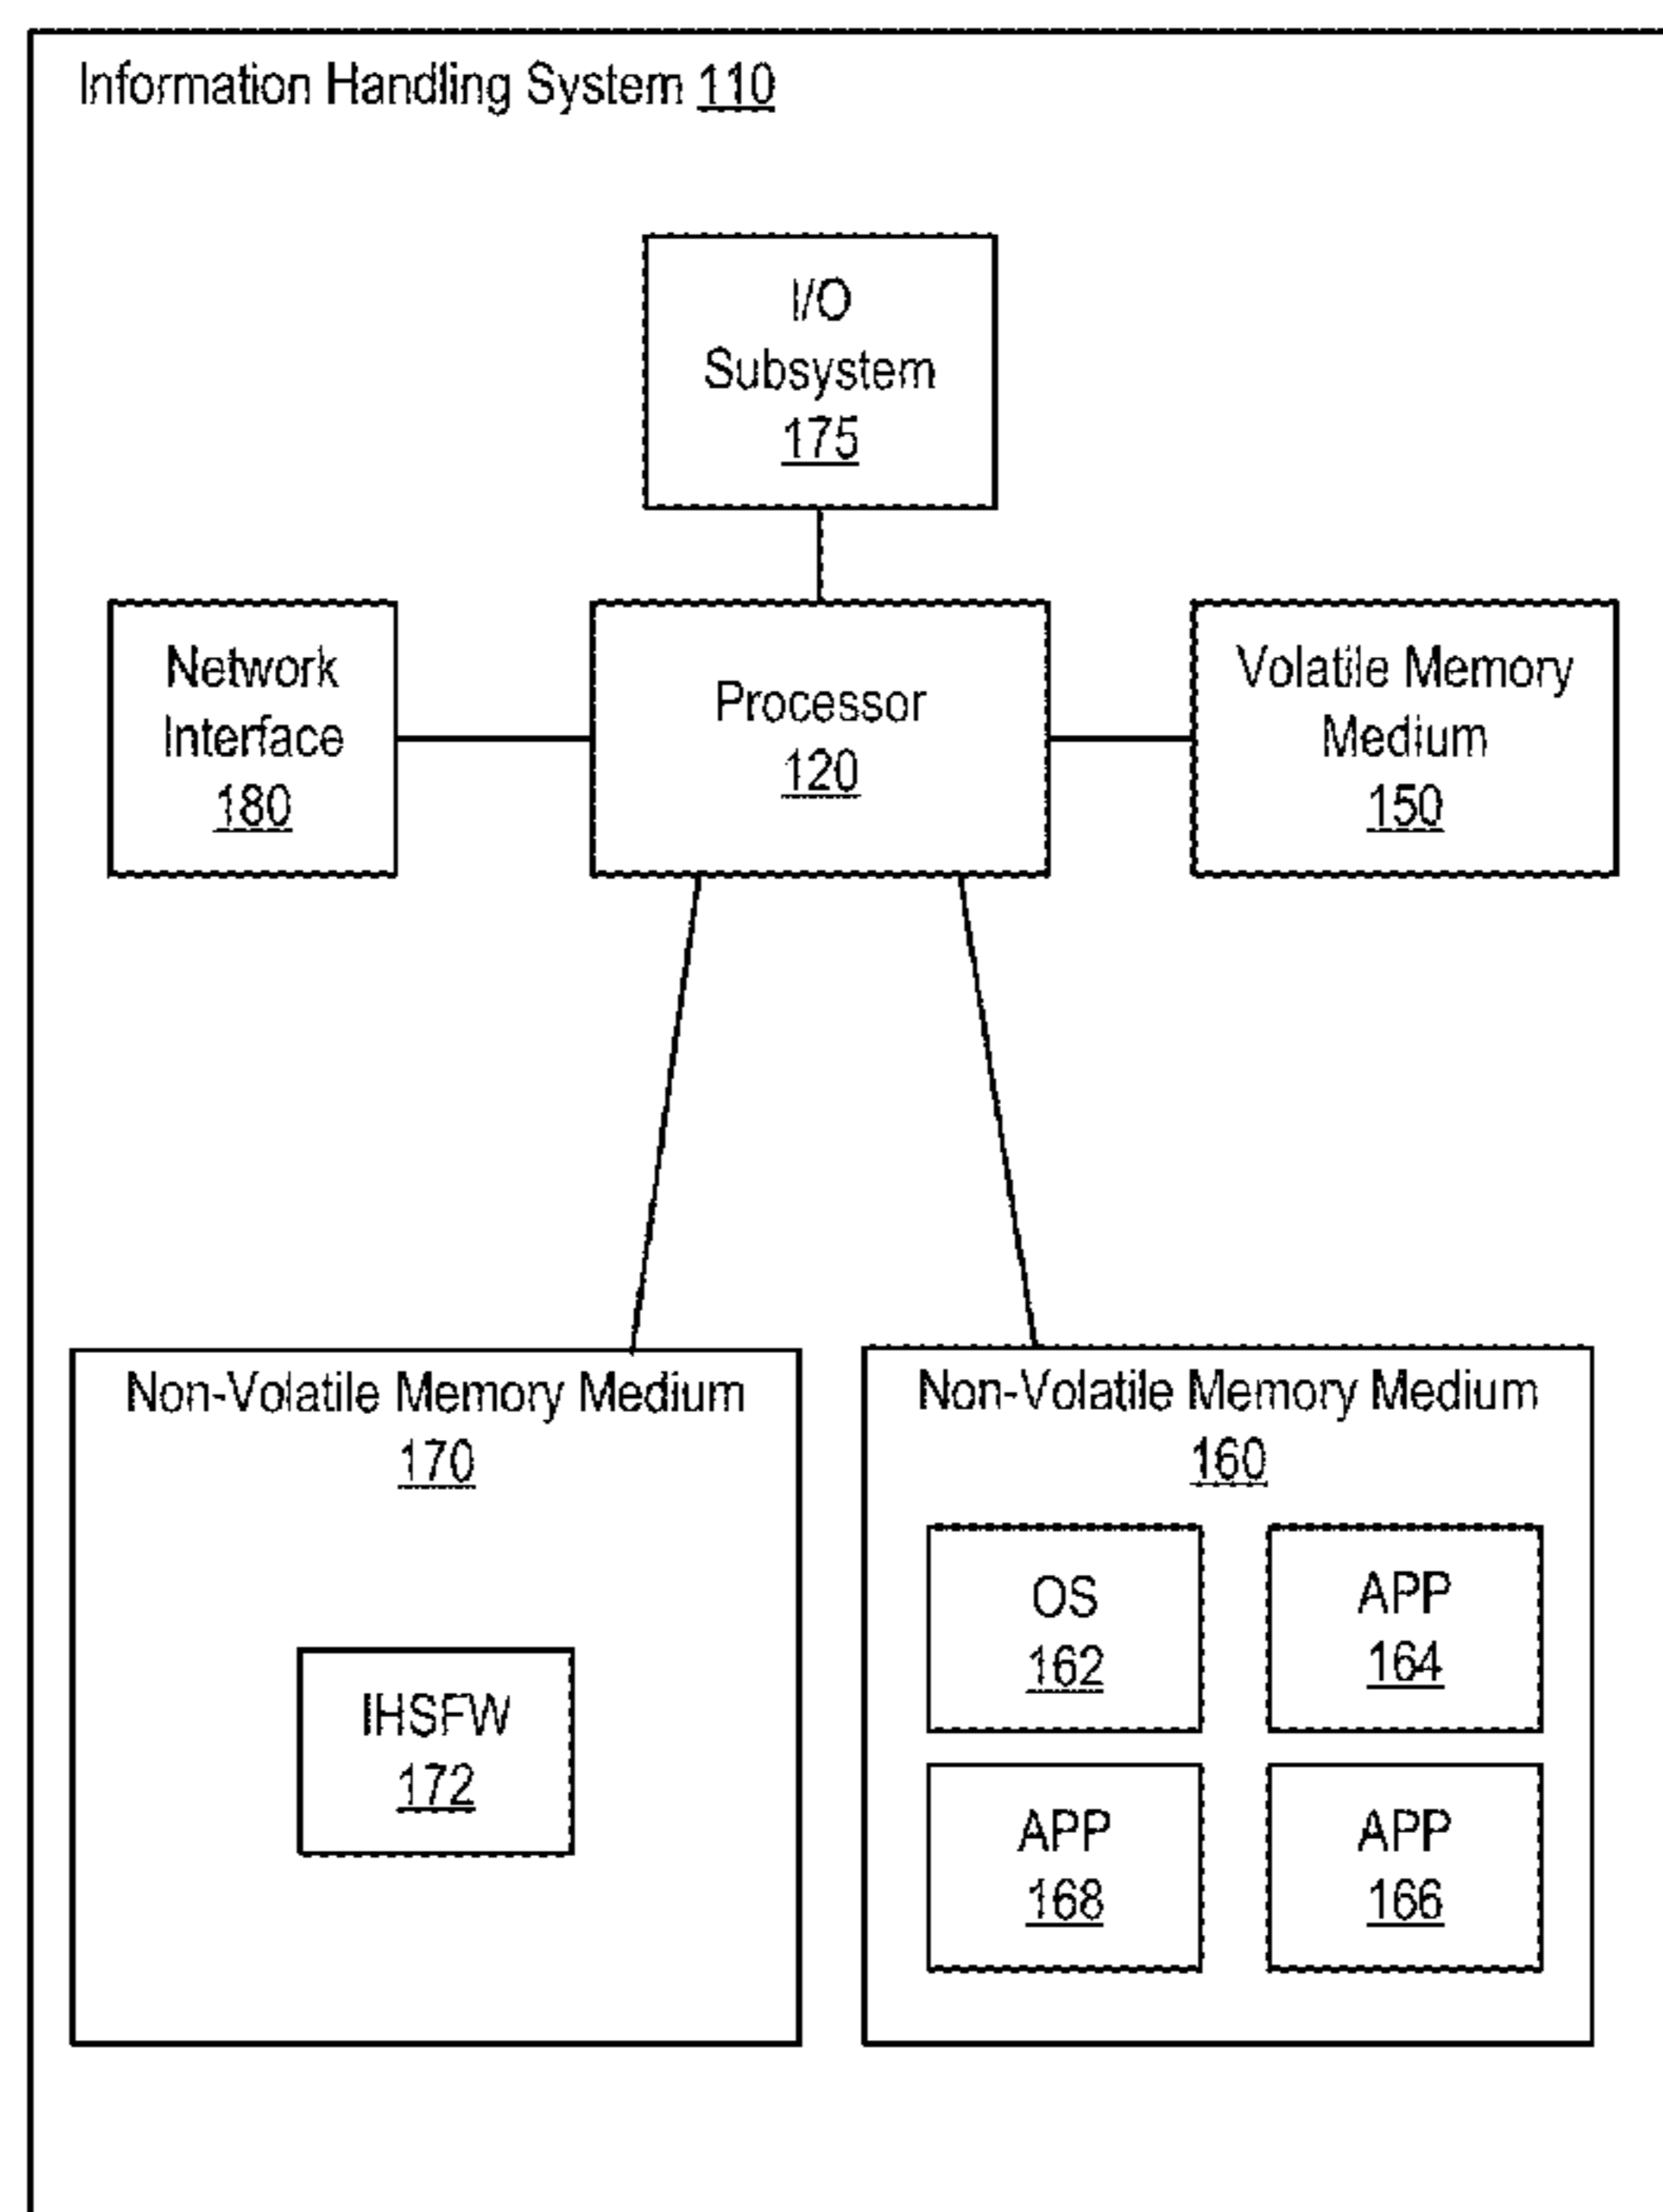 Information Handling System 110
I/O
Subsystem
175
Network
Interface
180
Processor
120
Volatile Memory
Medium
150
Non-Volatile Memory Medium
170
IHSFW
172
Non-Volatile Memory Medium
160
OS
162
APP
164
APP
168
APP
166